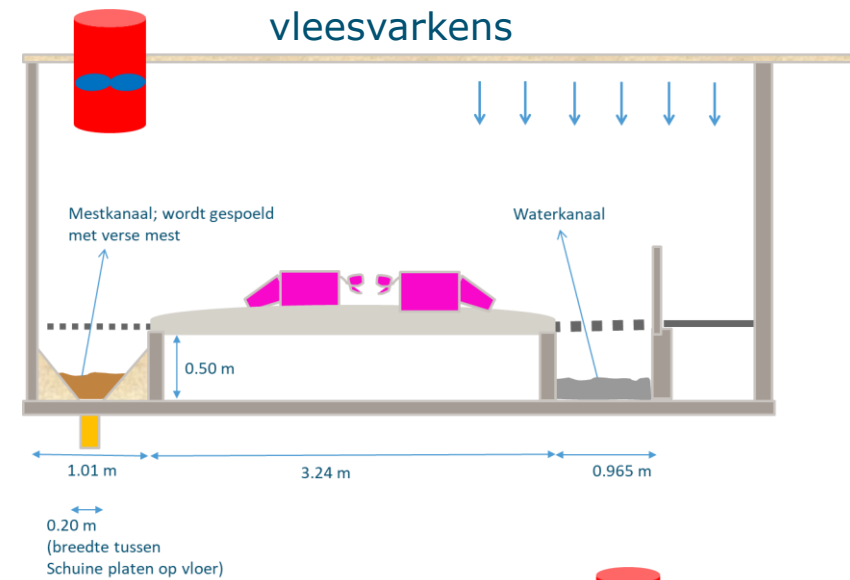 vleesvarkens
Mestkanaal; wordt gespoeld
met verse mest
Waterkanaal
0.50 m
1.01 m
3.24 m
0.965 m
0.20 m
(breedte tussen
Schuine platen op vloer)